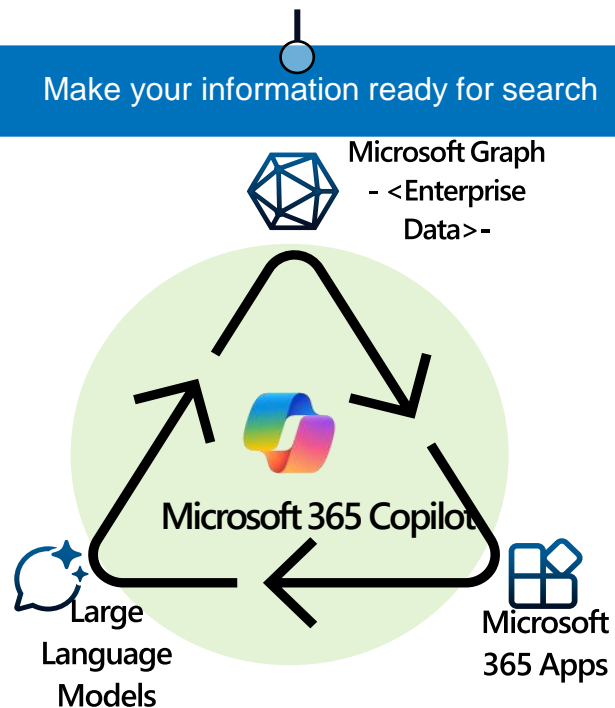 Make your information ready for search
Microsoft Graph
- <Enterprise
Data>-
Microsoft 365 Copilot
Large
Language
Models
Microsoft
365 Apps